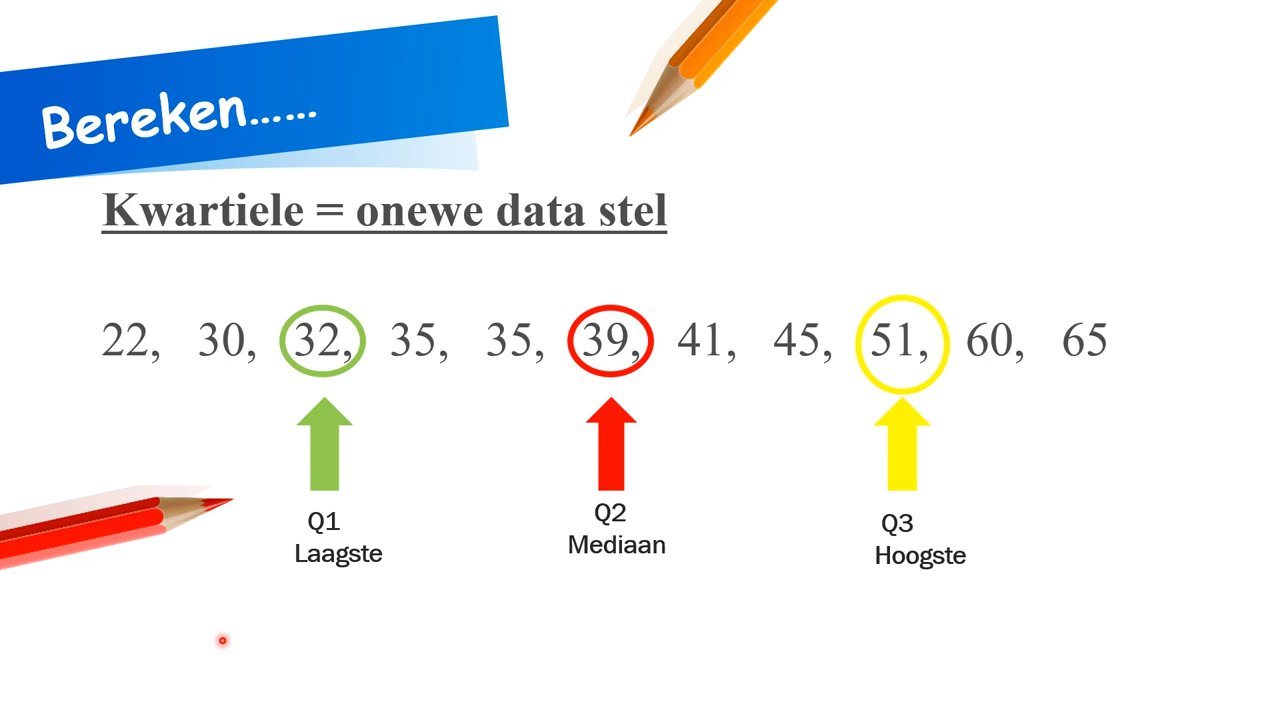 Bereken......
Kwartiele = onewe data stel
22, 30, 32, 35, 35, 39, 41, 45, 51, 60, 65
Q1
Laagste
Q2
Mediaan
Q3
Hoogste